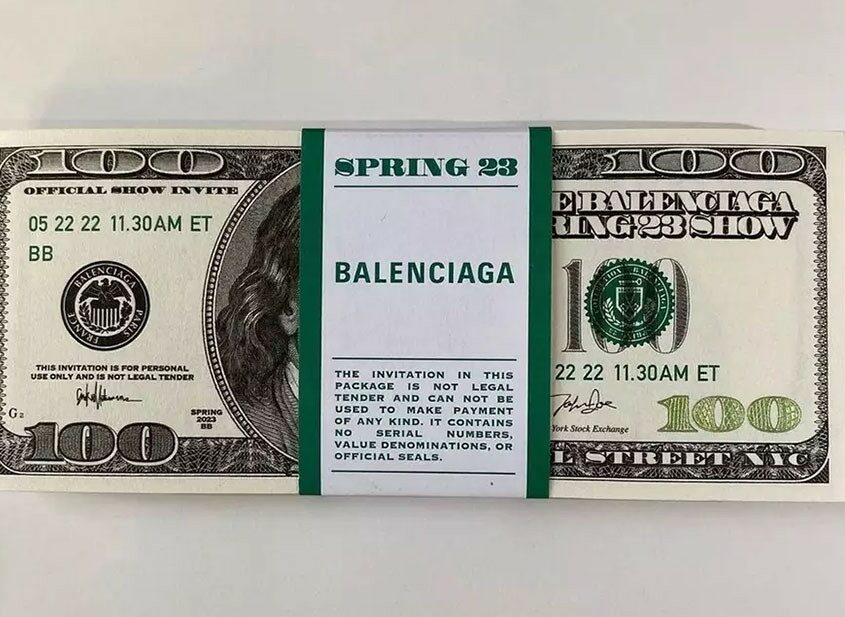 100
OFFICIAL SHOW INVITE
05 22 22 11.30AM ET
BB
BALENCIAGA
PARIS
FRANCE
THIS INVITATION IS FOR PERSONAL
USE ONLY AND IS NOT LEGAL TENDER
G2
SPRING
2023
BB
100
SPRING 23
BALENCIAGA
THE INVITATION IN THIS
PACKAGE IS NOT LEGAL
TENDER AND CAN NOT BE
USED TO MAKE PAYMENT
OF ANY KIND. IT CONTAINS
NO SERIAL NUMBERS,
VALUE DENOMINATIONS, OR
OFFICIAL SEALS.
100
E BALENCIAGA
RING 23 SHOW
100
22 22 11.30AM ET
John Doe
York Stock Exchange
100
L STREET NYC